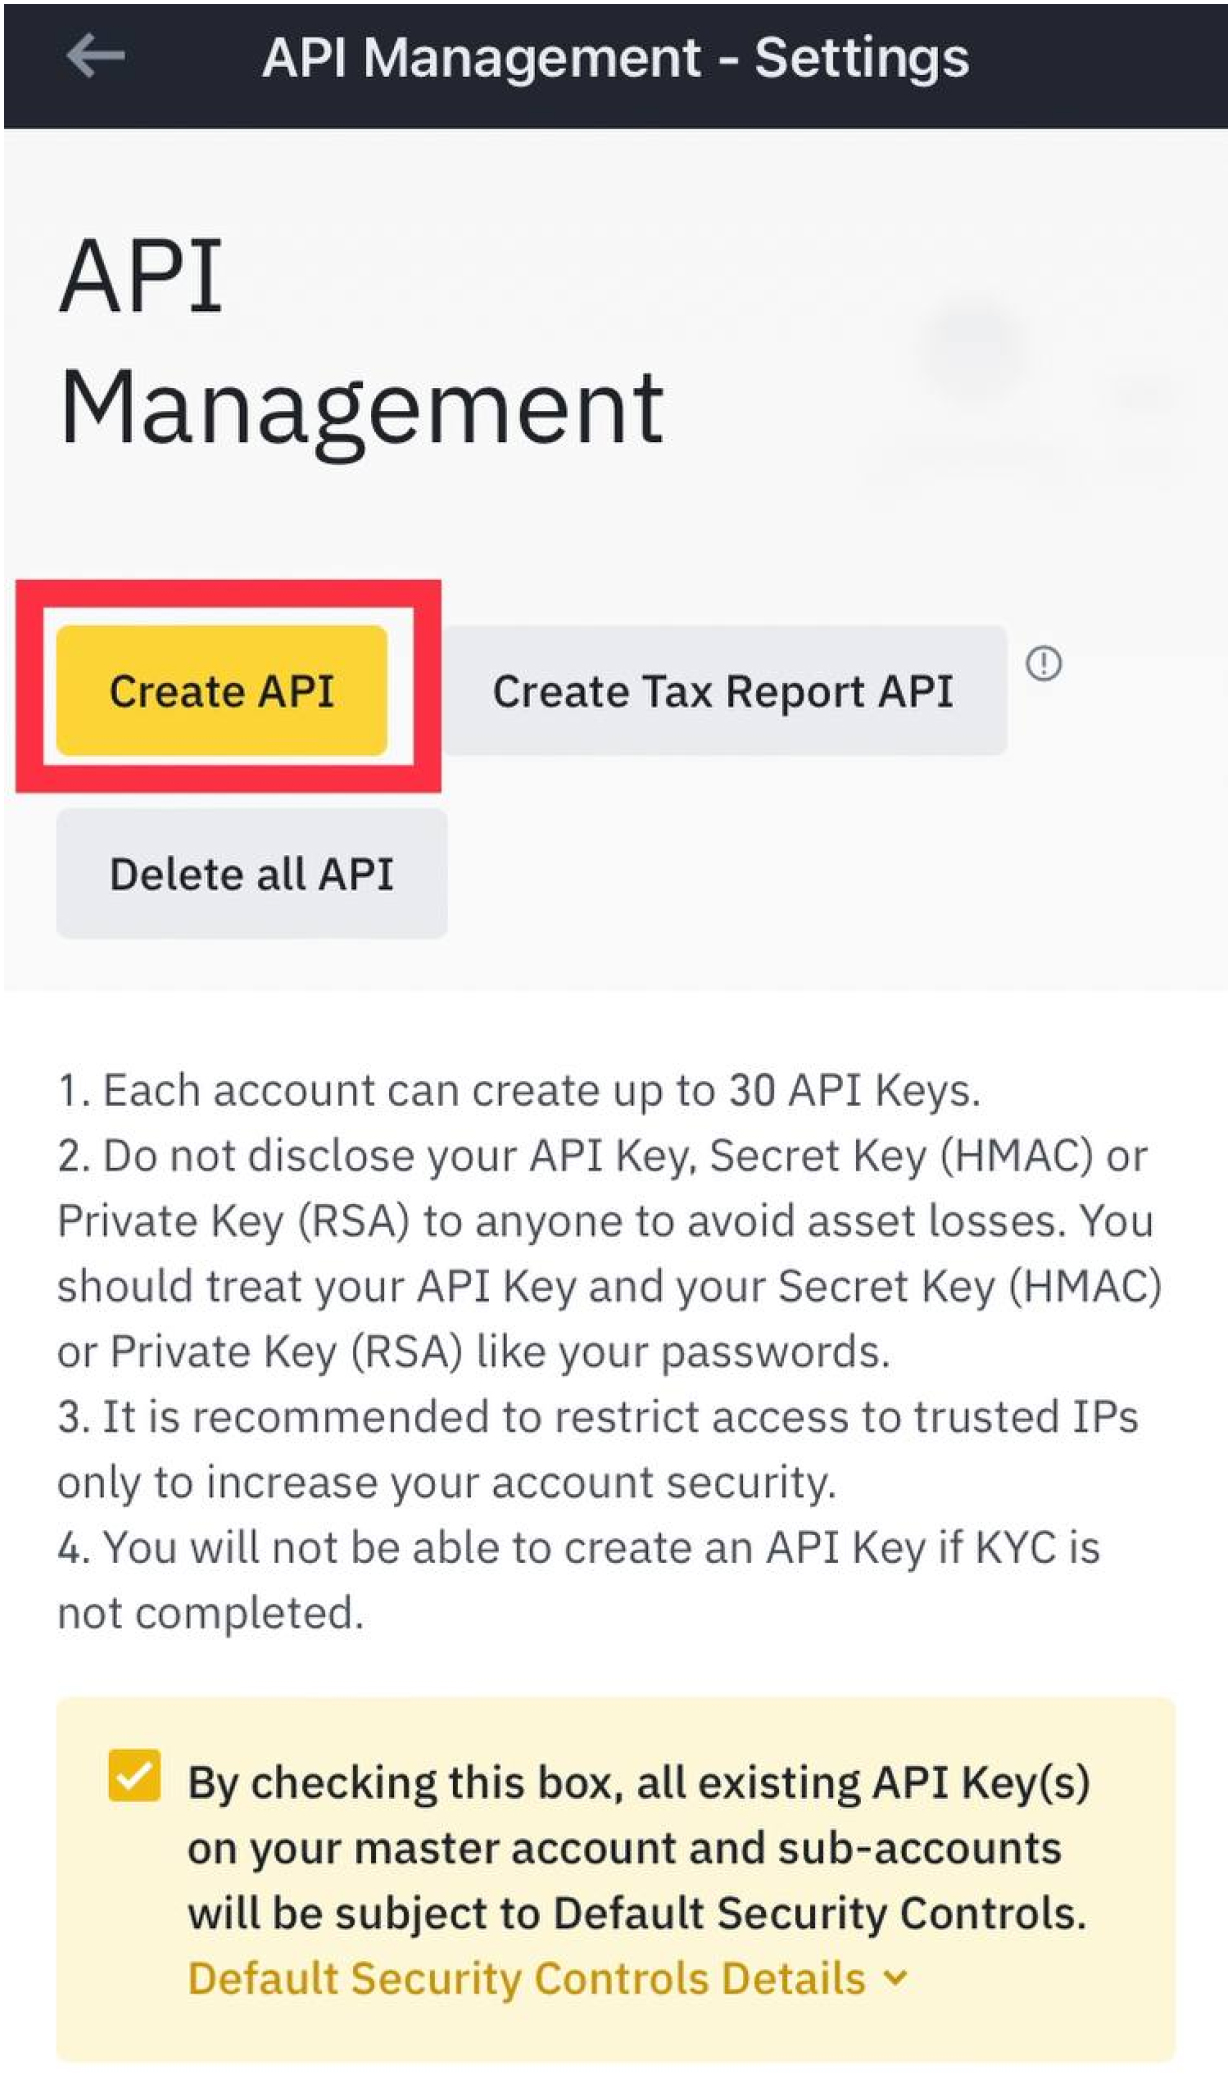 API Management - Settings
API
Management
Create API
Create Tax Report API
Delete all API
1. Each account can create up to 30 API Keys.
2. Do not disclose your API Key, Secret Key (HMAC) or
Private Key (RSA) to anyone to avoid asset losses. You
should treat your API Key and your Secret Key (HMAC)
or Private Key (RSA) like your passwords.
3. It is recommended to restrict access to trusted IPs
only to increase your account security.
4. You will not be able to create an API Key if KYC is
not completed.
By checking this box, all existing API Key(s)
on your master account and sub-accounts
will be subject to Default Security Controls.
Default Security Controls Details